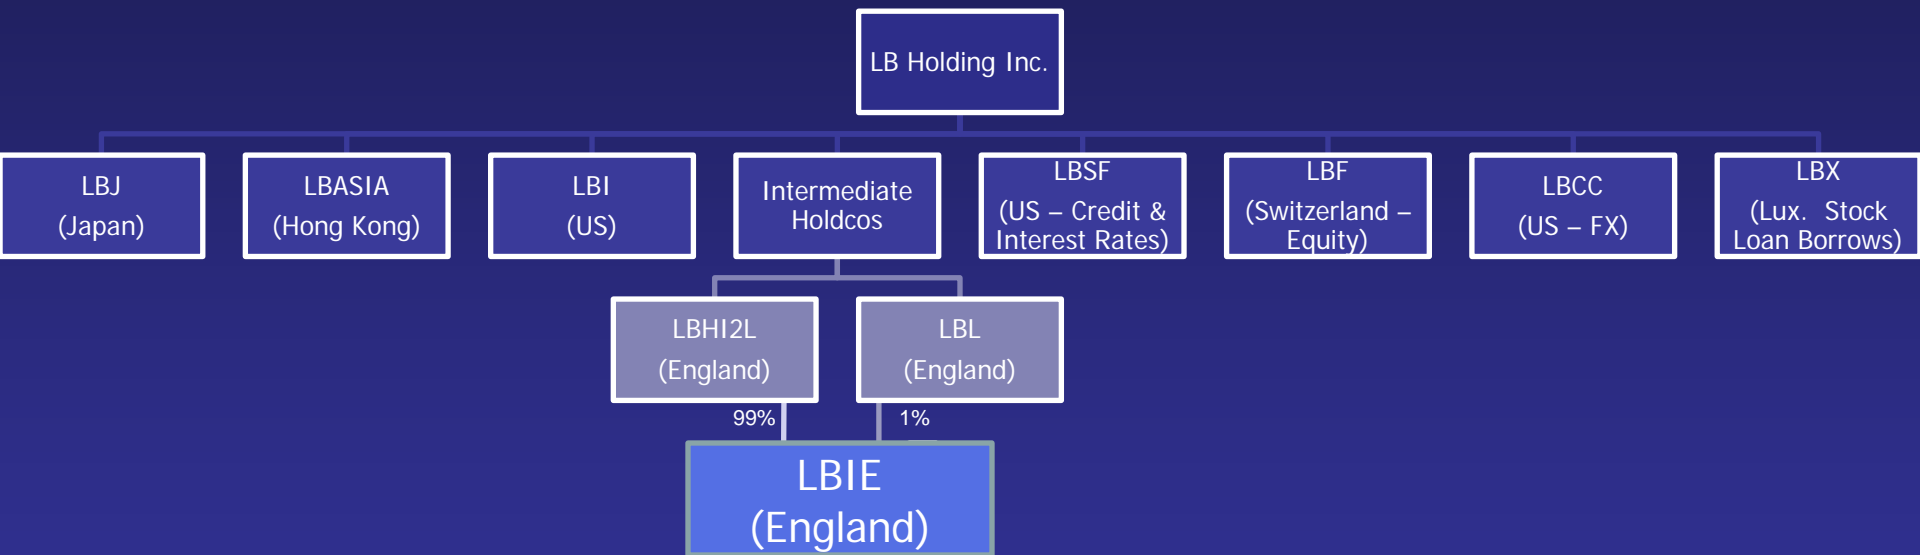 LB Holding Inc.
LBJ
(Japan)
LBASIA
(Hong Kong)
LBI
(US)
Intermediate
Holdcos
LBSF
(US – Credit &
Interest Rates)
LBF
(Switzerland –
Equity)
LBCC
(US – FX)
LBX
(Lux. Stock
Loan Borrows)
LBHI2L
(England)
LBL
(England)
99%
1%
LBIE
(England)